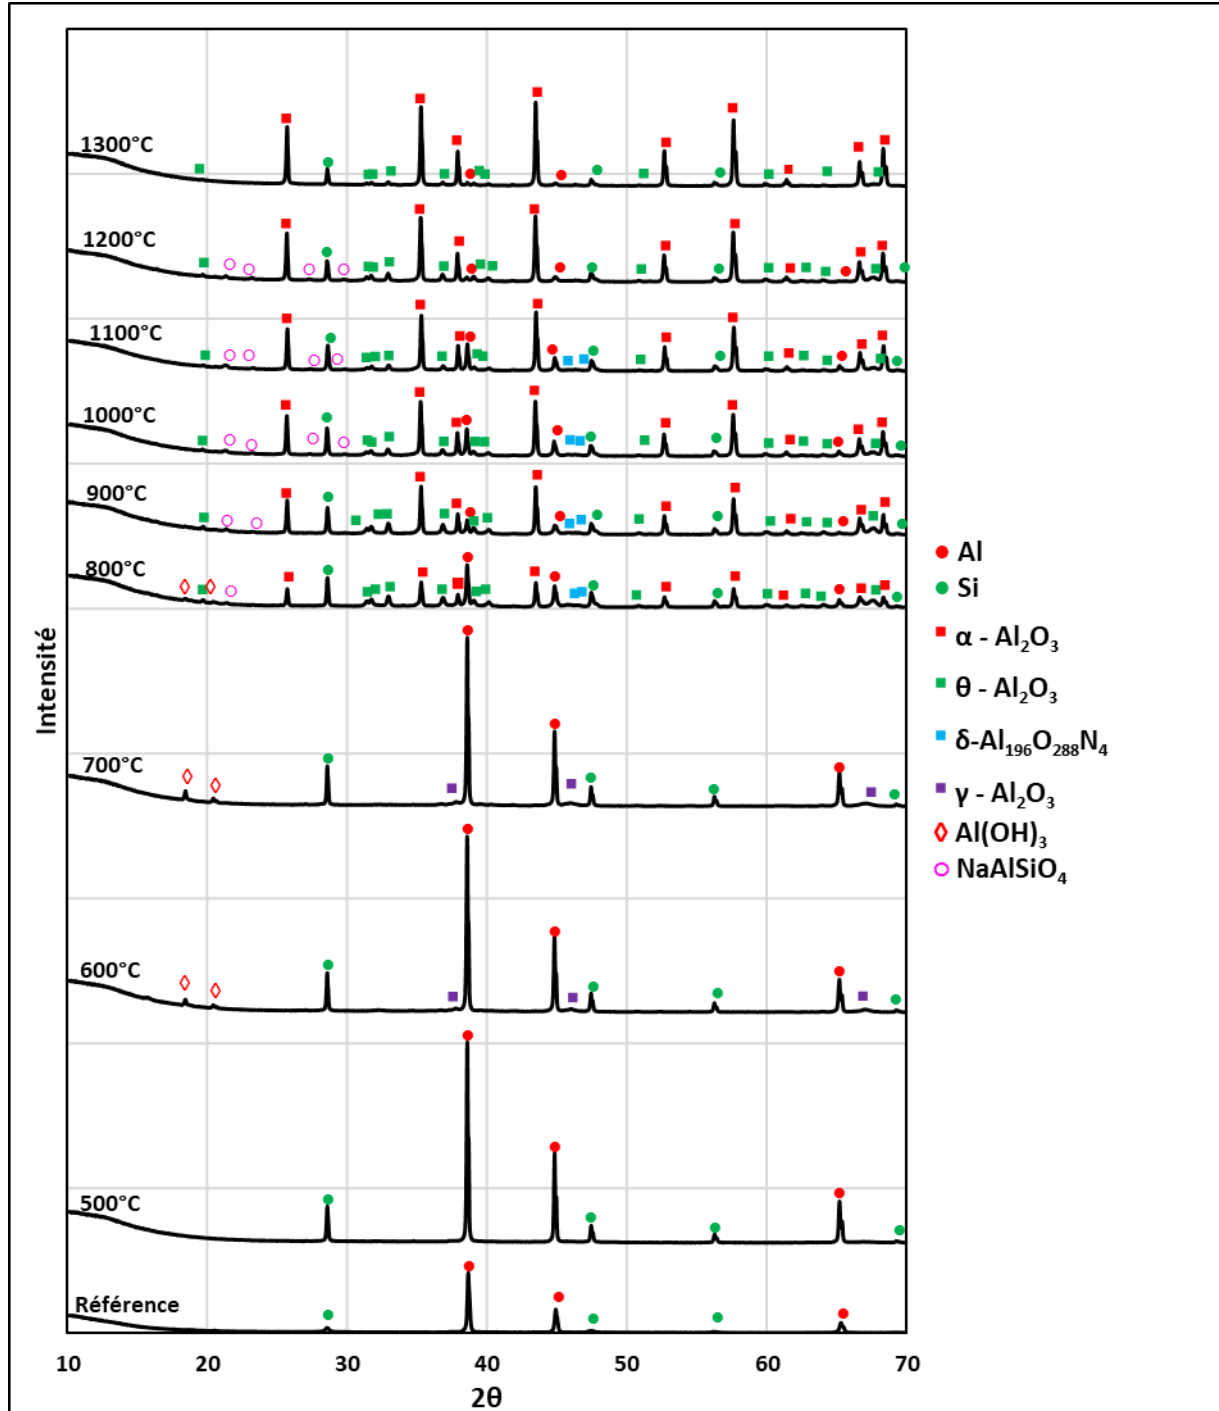 1300°C
1200°C
1100°C
1000°C
900°C
800°C
700°C
600°C
500°C
Référence
Intensité
10 20 30 40 50 60 70
2θ
Al
Si
α - Al₂O₃
θ - Al₂O₃
δ-Al₁₉₆O₂₈₈N₄
γ - Al₂O₃
Al(OH)₃
NaAlSiO₄